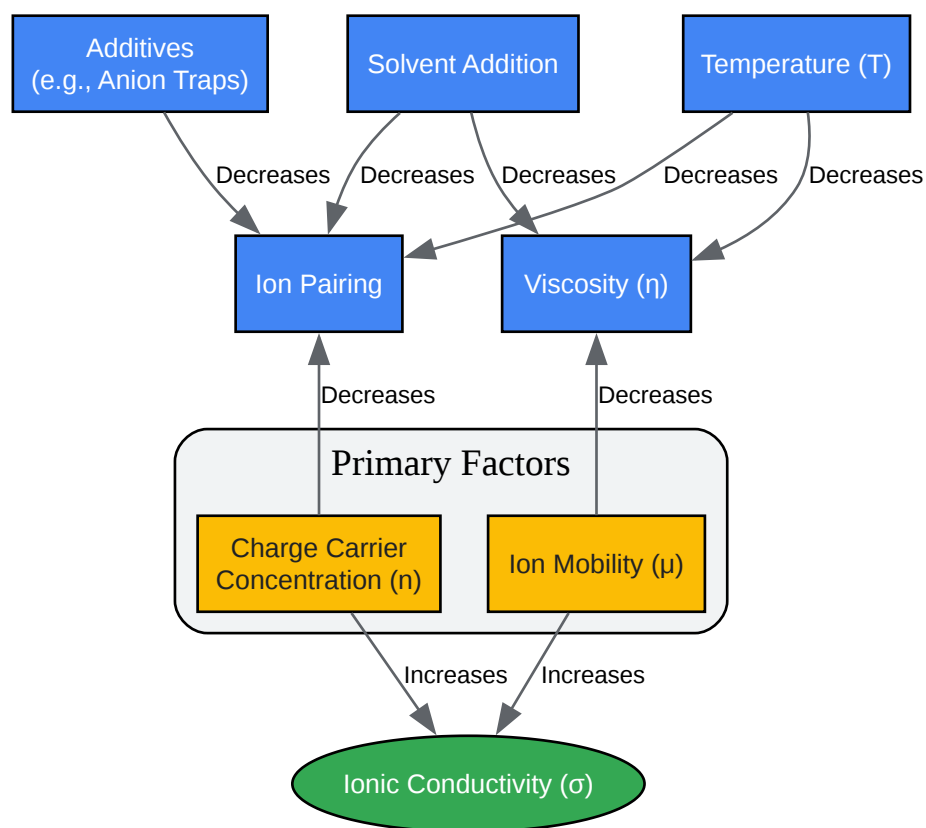 Additives
(e.g., Anion Traps)
Solvent Addition
Temperature (T)
Decreases
Decreases
Decreases
Decreases
Decreases
Ion Pairing
Viscosity (η)
Decreases
Decreases
Primary Factors
Charge Carrier
Concentration (n)
Ion Mobility (μ)
Increases
Increases
Ionic Conductivity (σ)